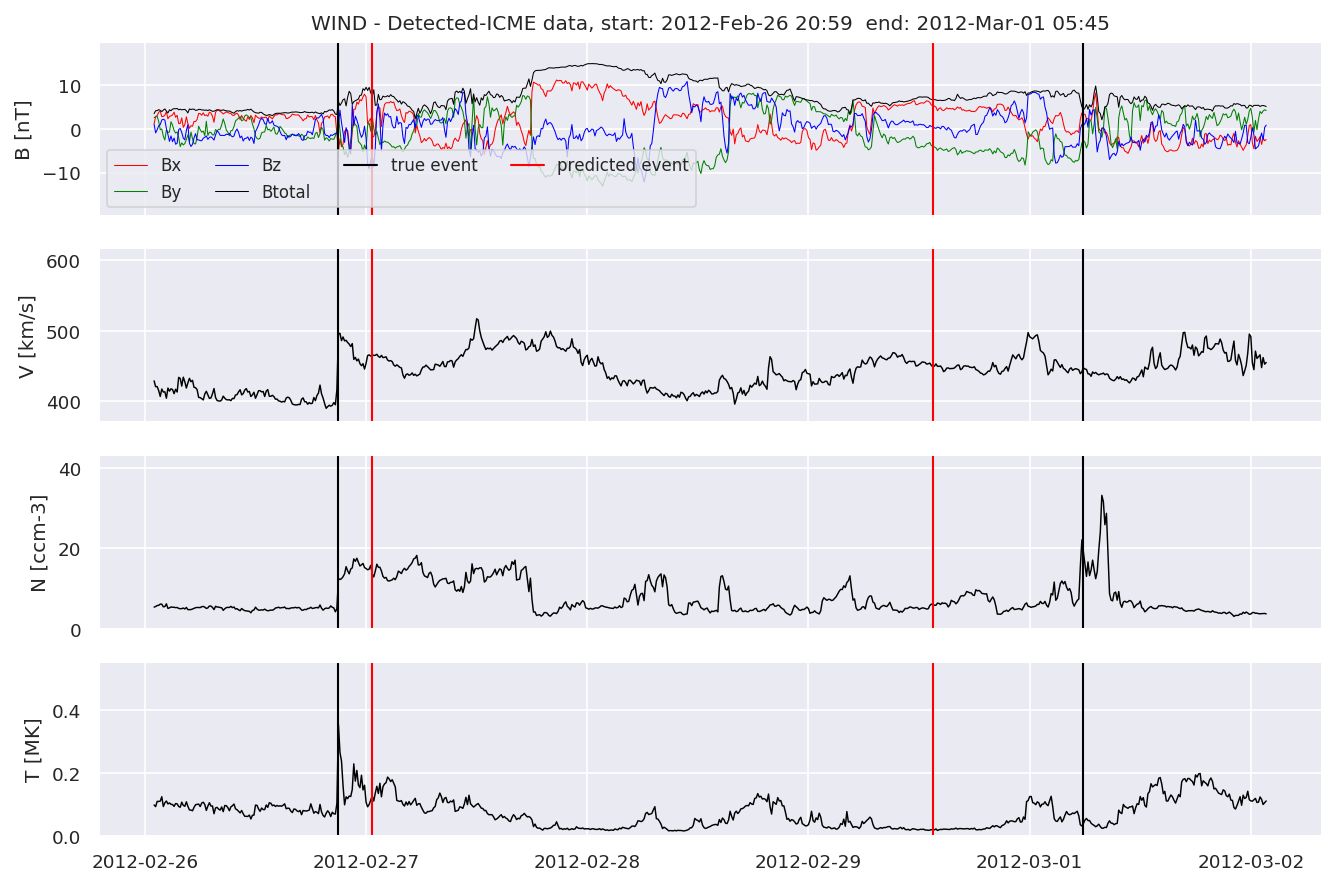 WIND - Detected-ICME data, start: 2012-Feb-26 20:59  end: 2012-Mar-01 05:45
B [nT]
10
0
−10
Bx Bz true event predicted event
By Btotal
V [km/s]
600
500
400
N [ccm-3]
40
20
0
T [MK]
0.4
0.2
0.0
2012-02-26 2012-02-27 2012-02-28 2012-02-29 2012-03-01 2012-03-02